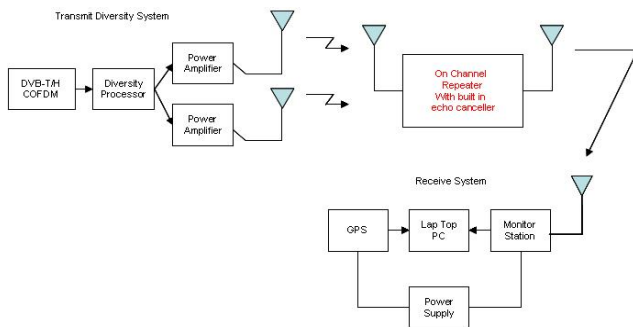 Transmit Diversity System
DVB-T/H
COFDM
Diversity
Processor
Power
Amplifier
Power
Amplifier
On Channel
Repeater
With built in
echo canceller
Receive System
GPS
Lap Top
PC
Monitor
Station
Power
Supply